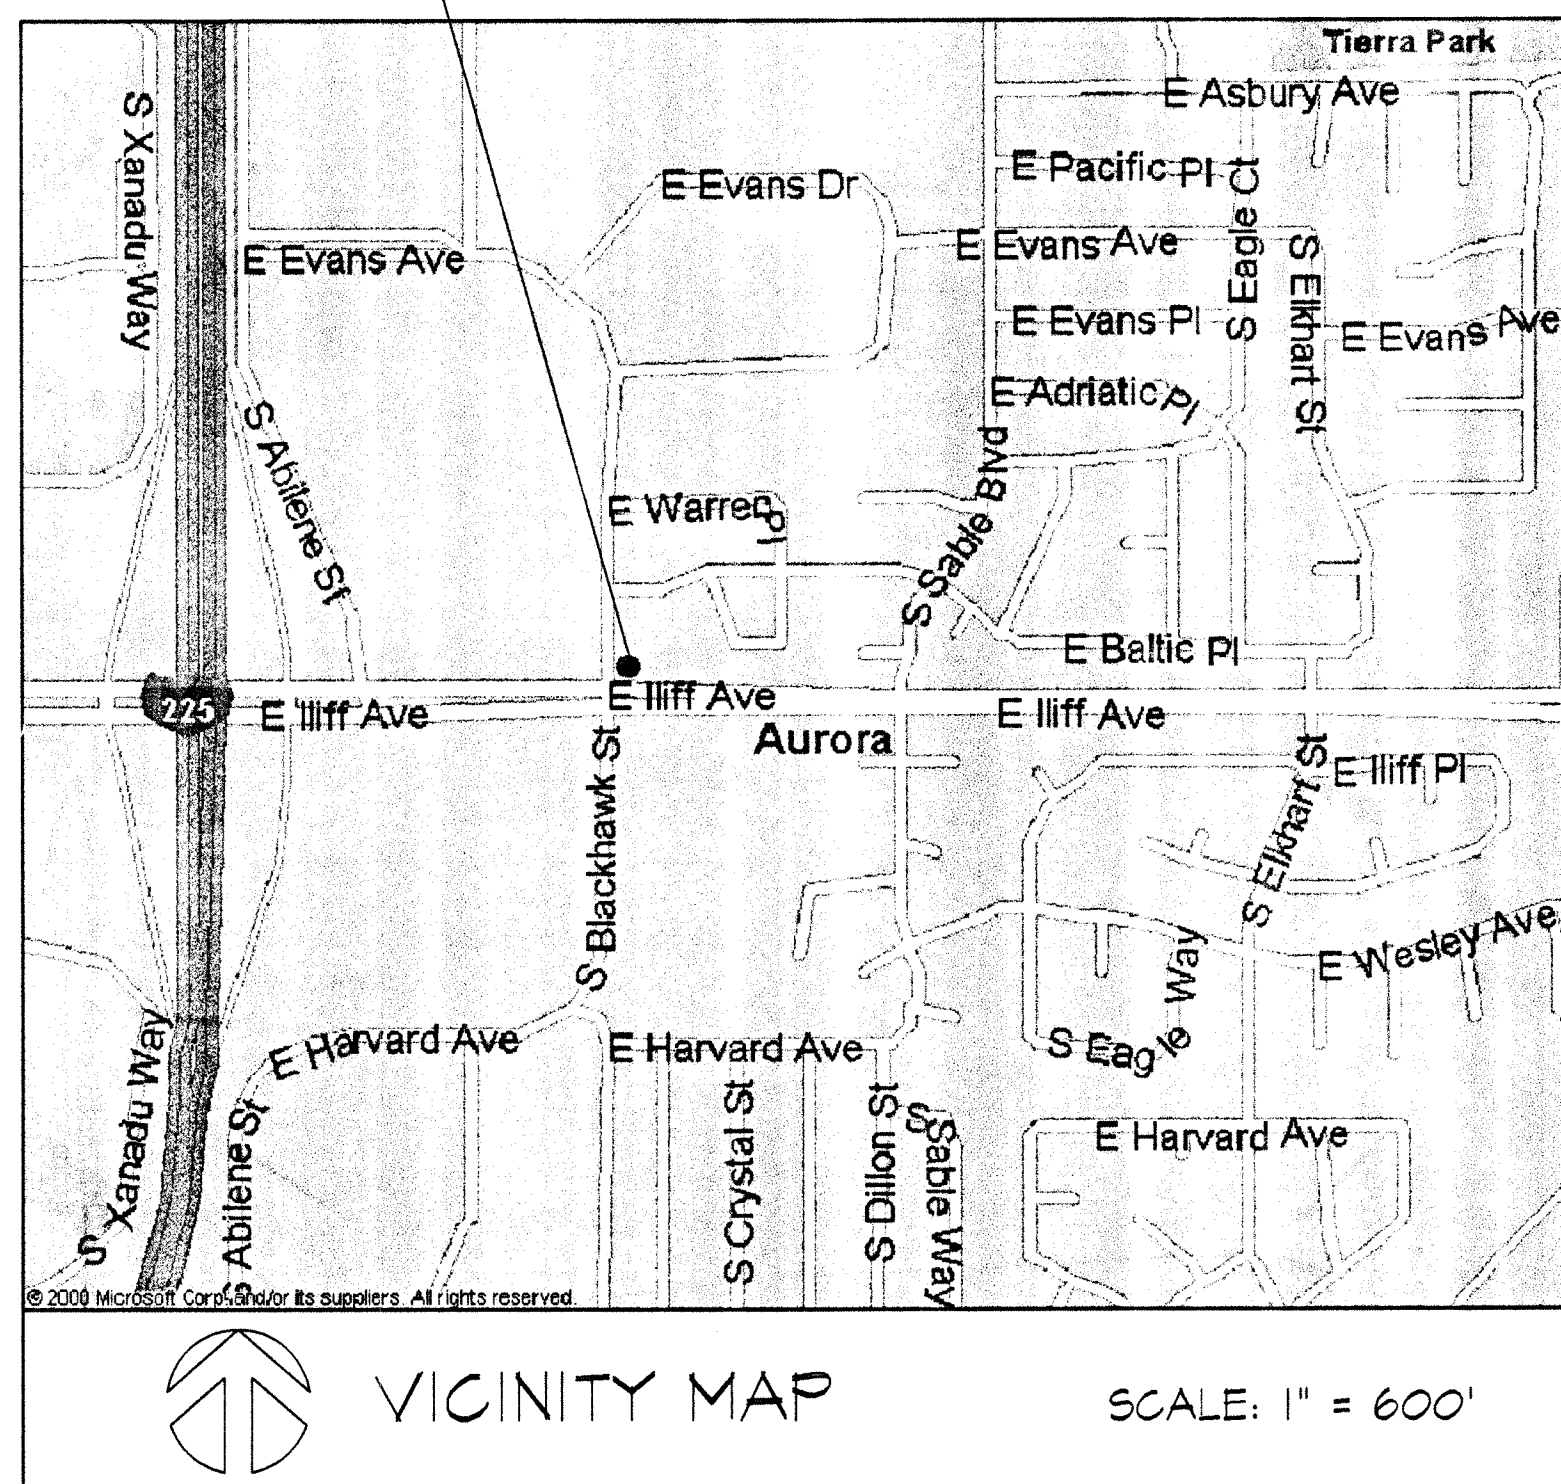 Tierra Park
E Asbury Ave
S Xanadu Way
E Pacific Pl
S Eagle Ct
E Evans Dr
E Evans Ave
E Evans Ave
S Elkhart St
E Evans Pl
E Evans Ave
E Adriatic Pl
S Abilene St
S Sable Blvd
E Warren Pl
E Baltic Pl
225
E Iliff Ave
E Iliff Ave
E Iliff Ave
Aurora
S Blackhawk St
E Iliff Pl
S Elkhart St
E Wesley Ave
S Eagle Way
S Xanadu Way
E Harvard Ave
E Harvard Ave
S Abilene St
S Crystal St
S Dillon St
S Sable Way
E Harvard Ave
S
© 2000 Microsoft Corp. and/or its suppliers. All rights reserved.
VICINITY MAP
SCALE: 1" = 600'